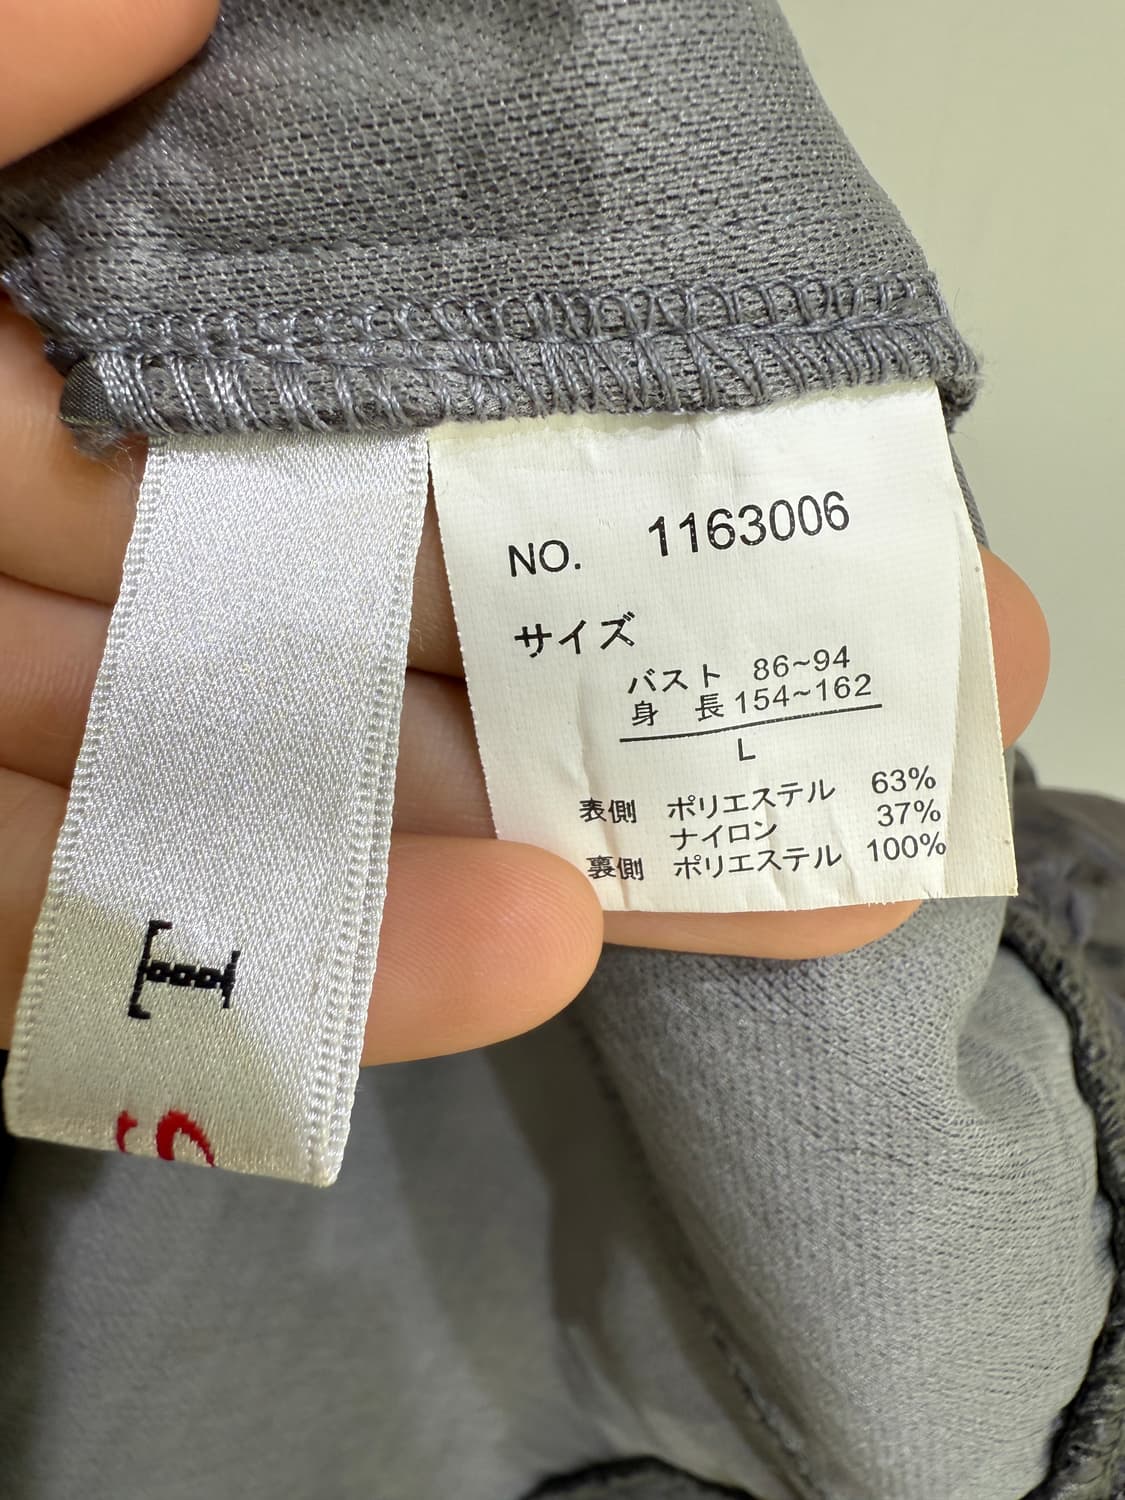 NO. 1163006
サイズ
バスト 86~94
身 長 154~162
L
表側 ポリエステル 63%
ナイロン 37%
裏側 ポリエステル 100%